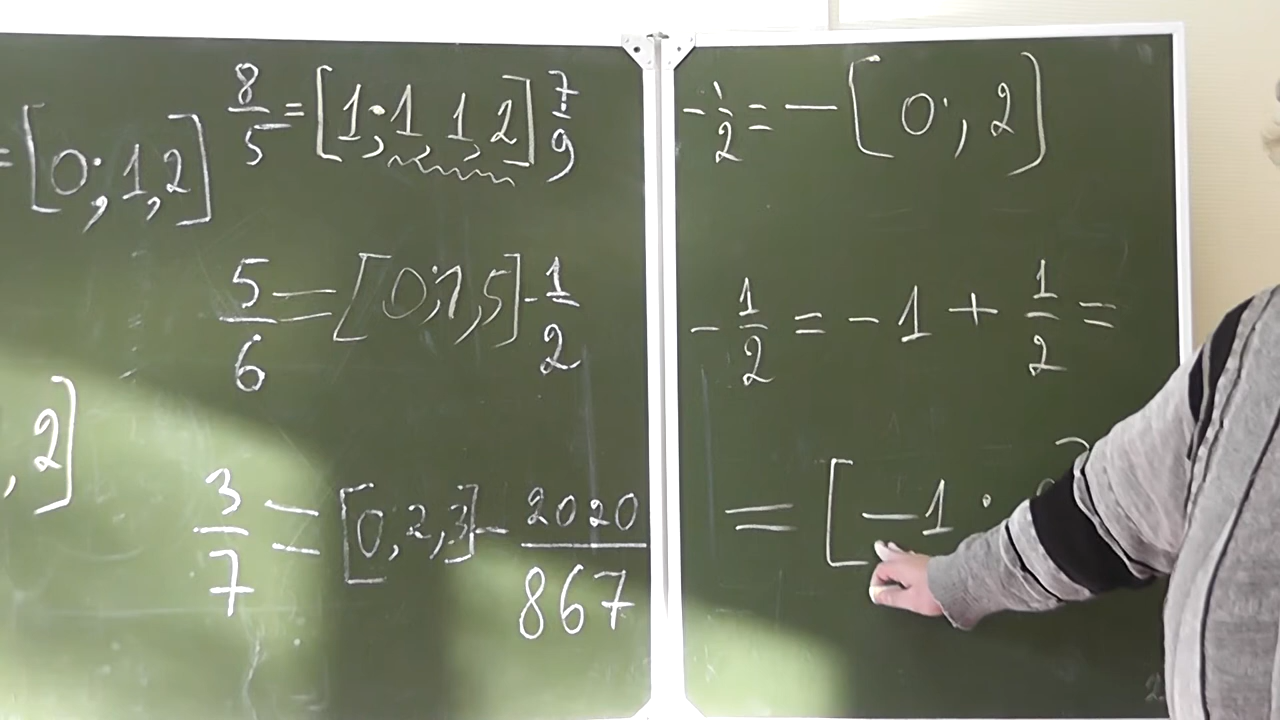 = [0; 1, 2]
8/5 = [1; 1, 1, 2]
7/9
5/6 = [0; 1, 5]
- 1/2
, 2]
3/7 = [0; 2, 3]
- 2020/867
- 1/2 = - [0; 2]
- 1/2 = - 1 + 1/2 =
= [-1;